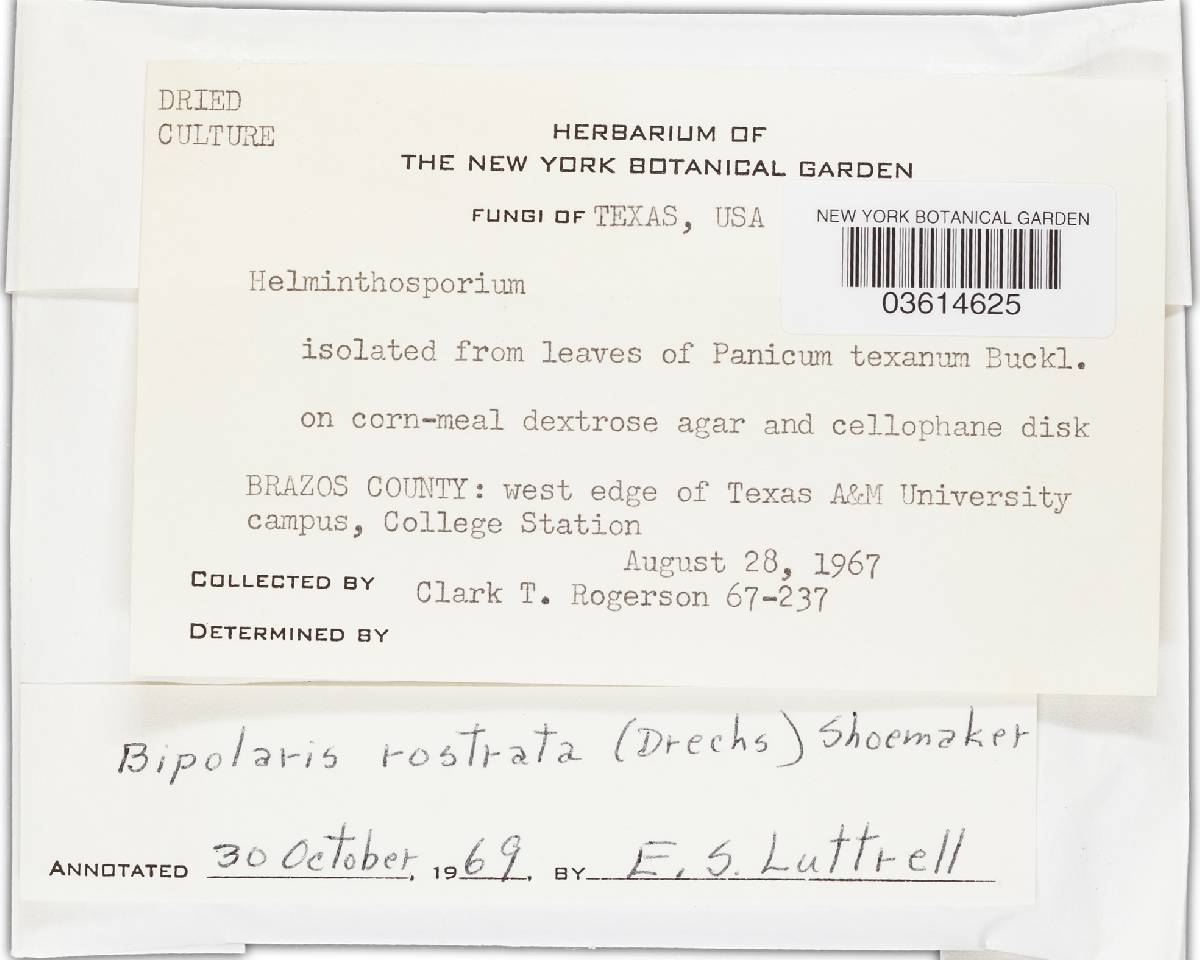 DRIED
CULTURE
HERBARIUM OF
THE NEW YORK BOTANICAL GARDEN
FUNGI OF TEXAS, USA
NEW YORK BOTANICAL GARDEN
03614625
Helminthosporium
isolated from leaves of Panicum texanum Buckl.
on corn-meal dextrose agar and cellophane disk
BRAZOS COUNTY: west edge of Texas A&M University
campus, College Station
August 28, 1967
COLLECTED BY Clark T. Rogerson 67-237
DETERMINED BY
Bipolaris rostrata (Drechs) Shoemaker
ANNOTATED 30 October, 1969. BY E. S. Luttrell